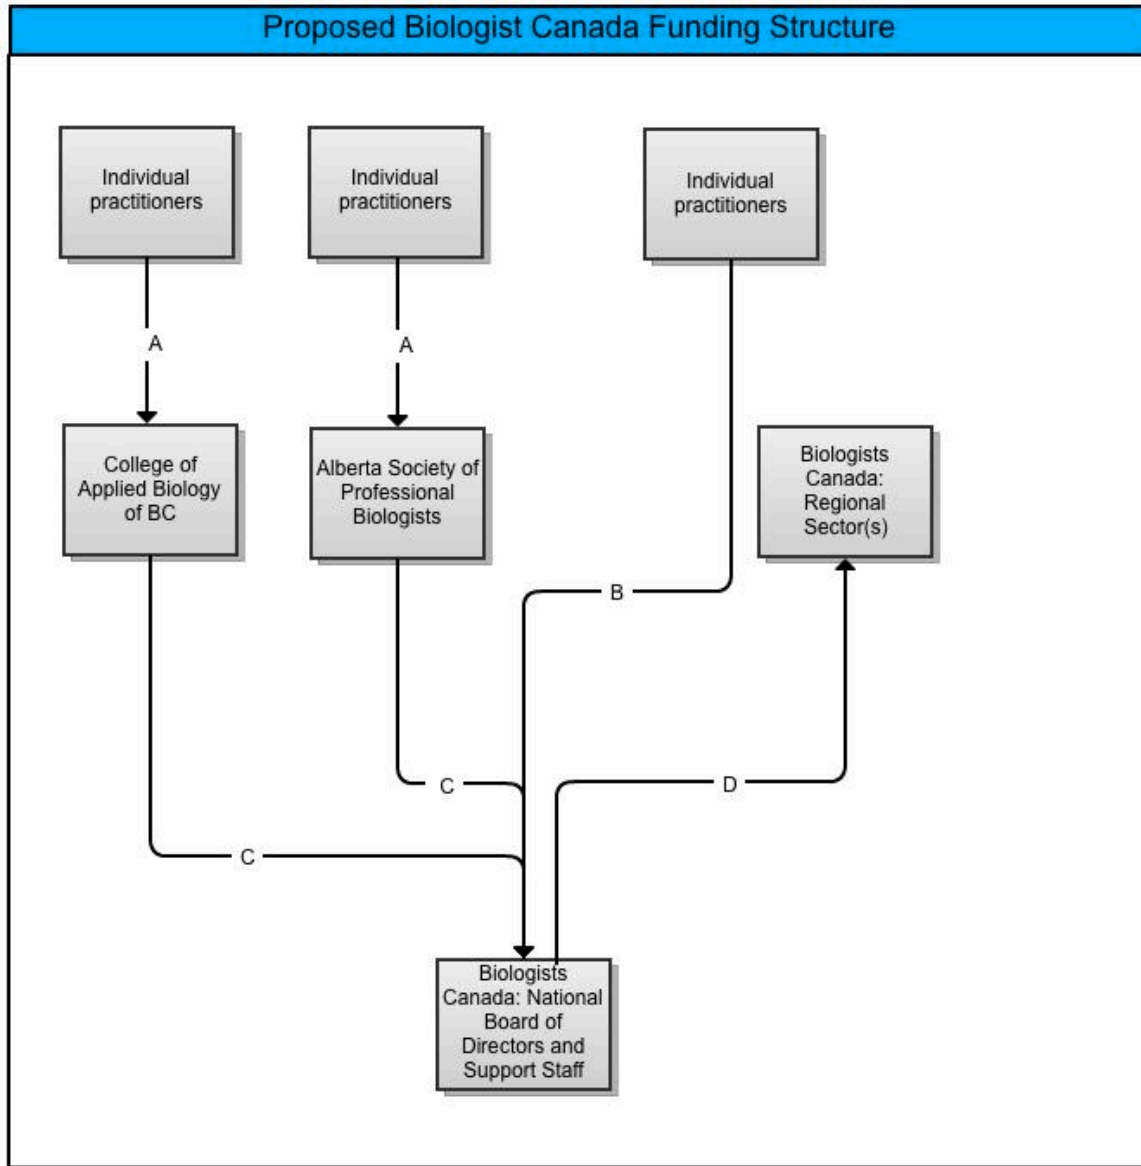 Proposed Biologist Canada Funding Structure
Individual
practitioners
Individual
practitioners
Individual
practitioners
A
A
College of
Applied Biology
of BC
Alberta Society of
Professional
Biologists
Biologists
Canada:
Regional
Sector(s)
B
C
D
C
Biologists
Canada: National
Board of
Directors and
Support Staff